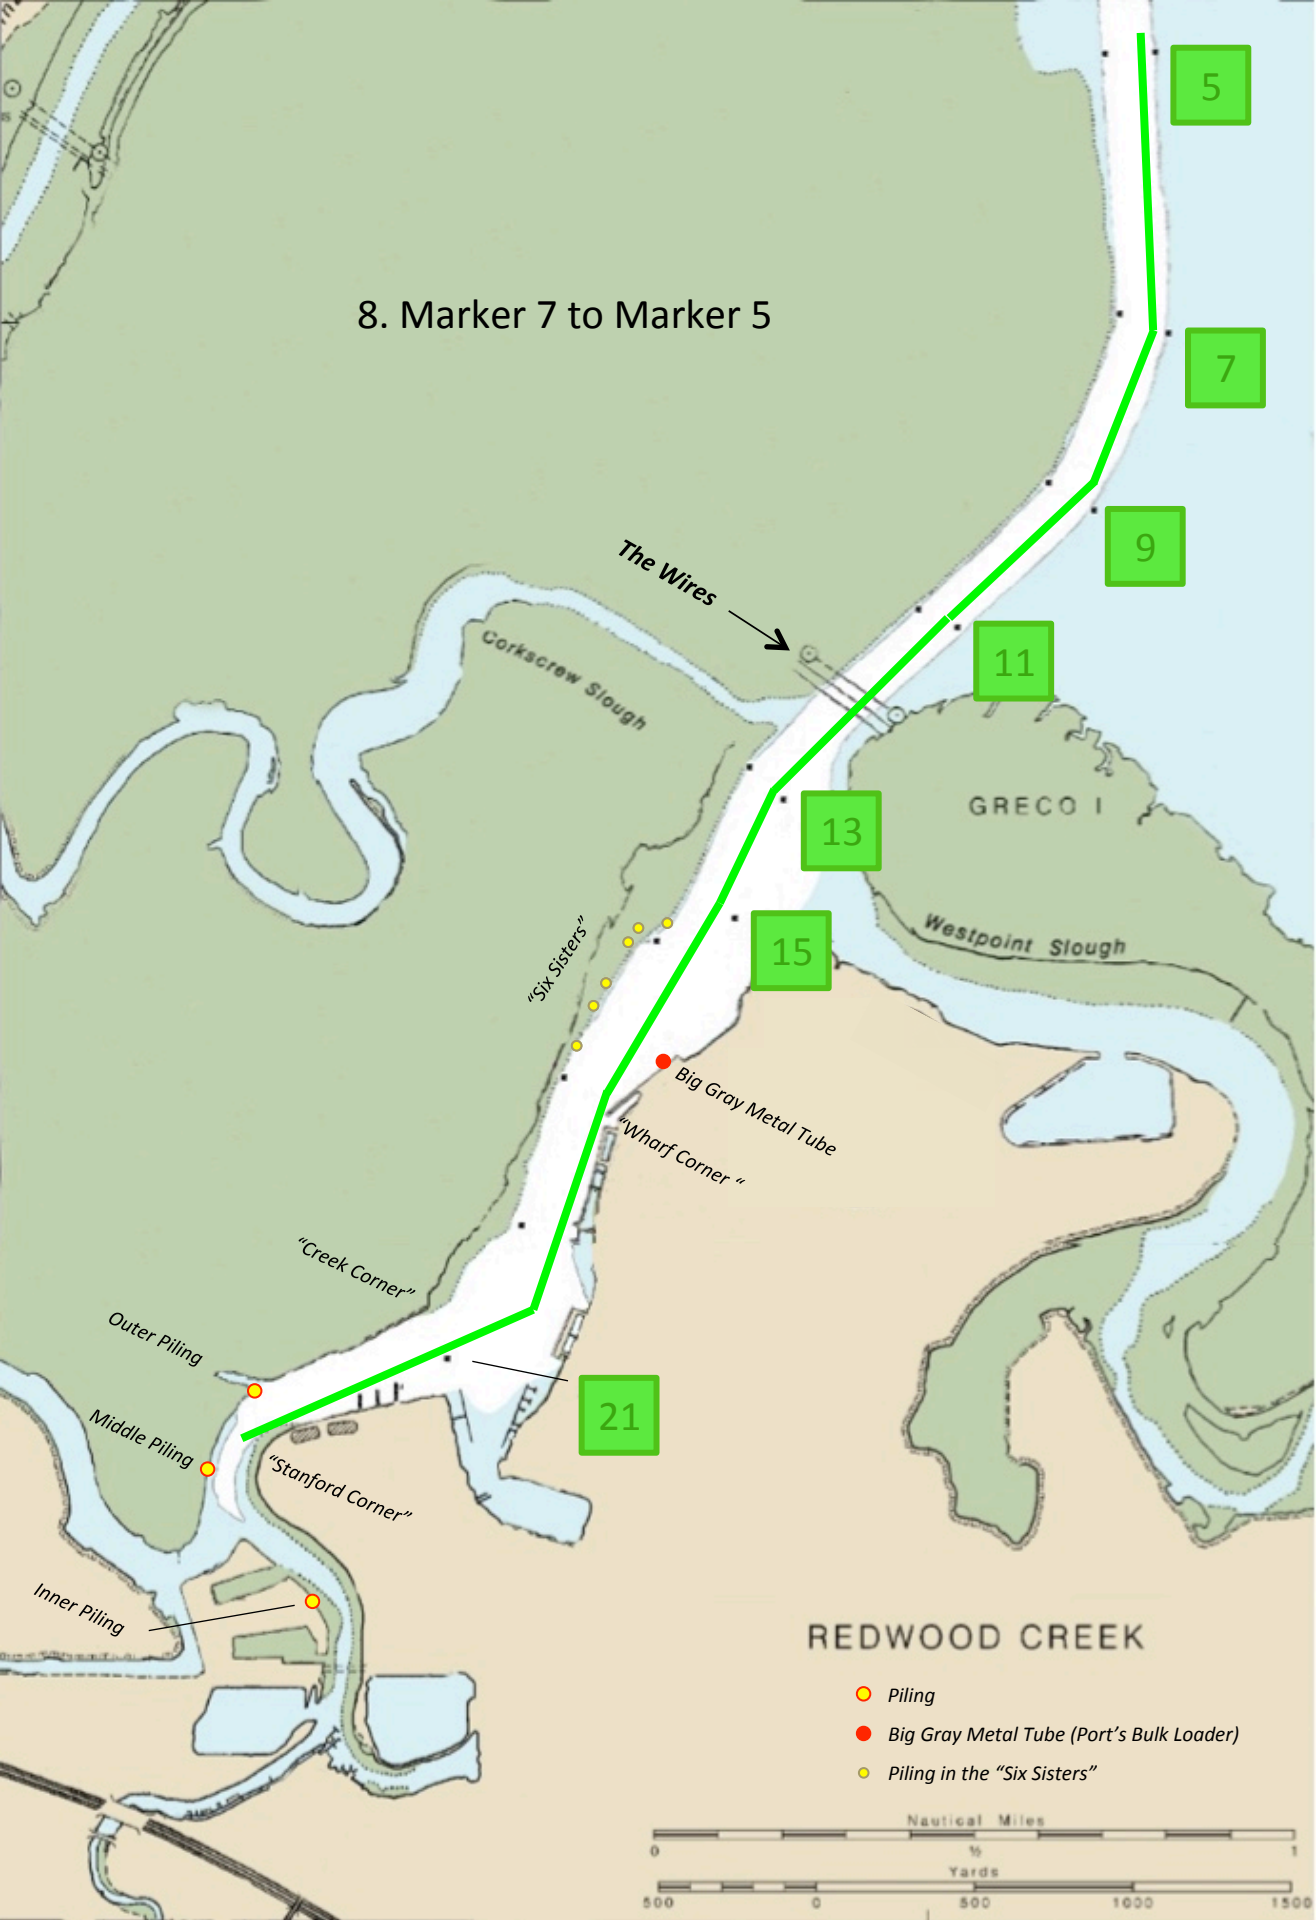 5
8. Marker 7 to Marker 5
7
9
The Wires
11
Corkscrew Slough
GRECO I
13
Westpoint Slough
"Six Sisters"
15
Big Gray Metal Tube
"Wharf Corner "
"Creek Corner"
Outer Piling
21
Middle Piling
"Stanford Corner"
Inner Piling
REDWOOD CREEK
Piling
Big Gray Metal Tube (Port's Bulk Loader)
Piling in the "Six Sisters"
Nautical Miles
0 ½ 1
Yards
500 0 500 1000 1500